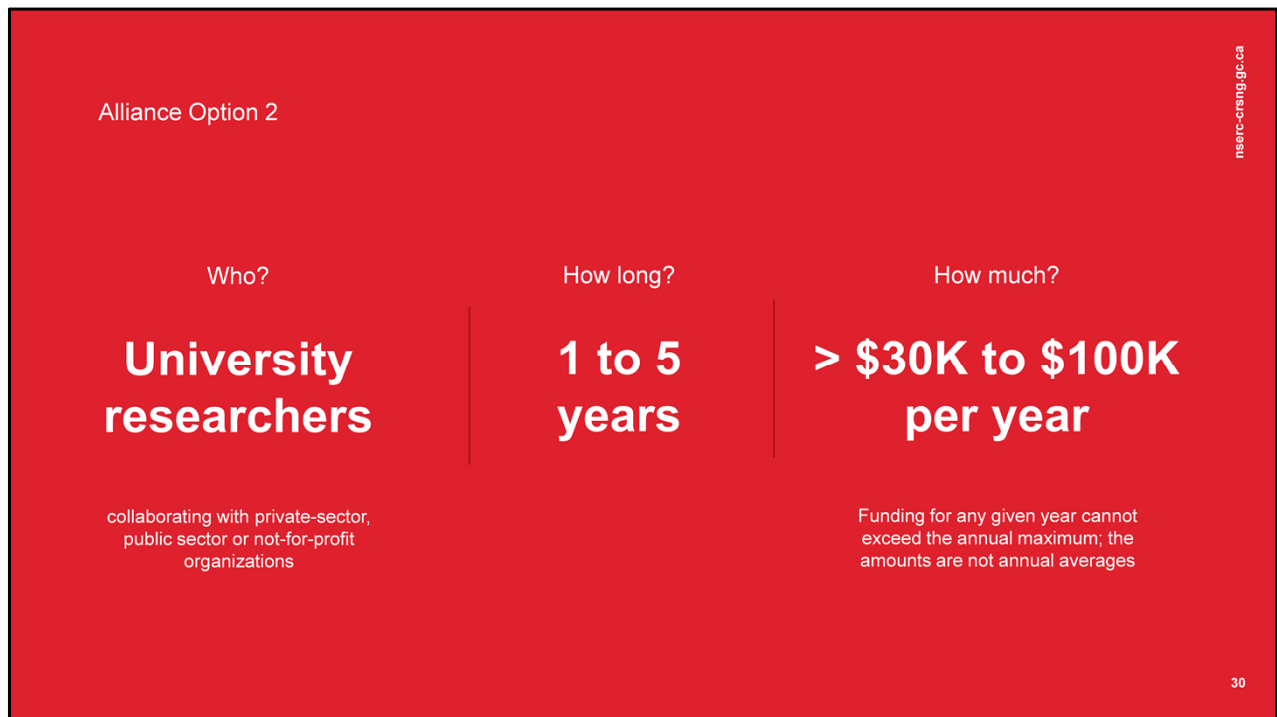 nserc-crsng.gc.ca
Alliance Option 2
Who?
University
researchers
collaborating with private-sector,
public sector or not-for-profit
organizations
How long?
1 to 5
years
How much?
> $30K to $100K
per year
Funding for any given year cannot
exceed the annual maximum; the
amounts are not annual averages
30